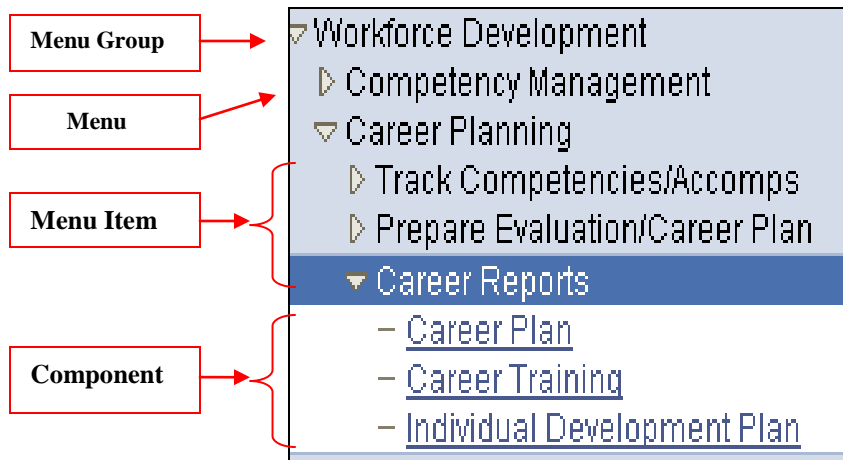 Menu Group
Workforce Development
Competency Management
Menu
Career Planning
Track Competencies/Accomps
Menu Item
Prepare Evaluation/Career Plan
Career Reports
Career Plan
Component
Career Training
Individual Development Plan